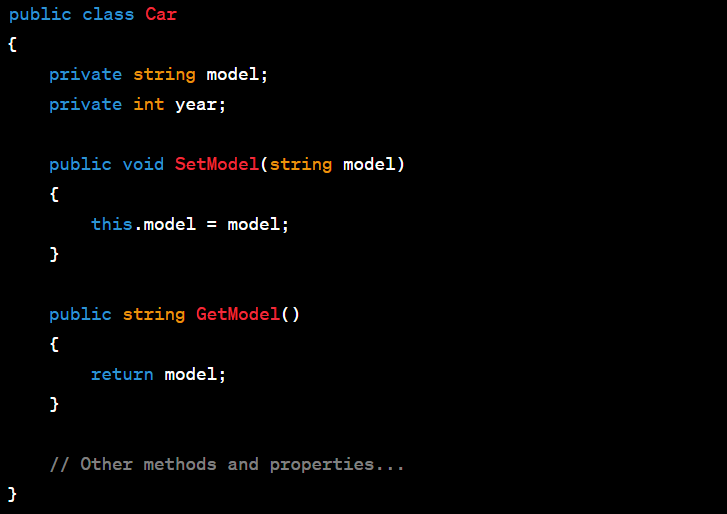 public class Car
{
    private string model;
    private int year;

    public void SetModel(string model)
    {
        this.model = model;
    }

    public string GetModel()
    {
        return model;
    }

    // Other methods and properties...
}